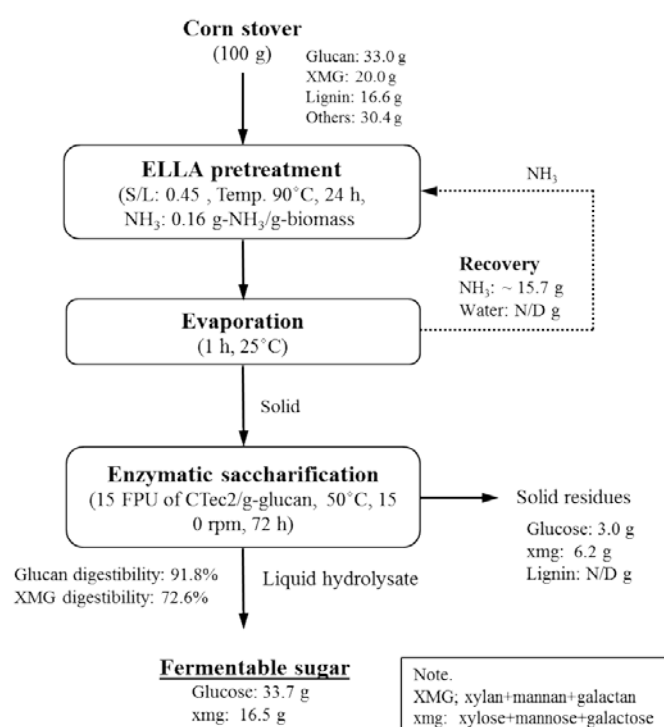 Corn stover
(100 g)
Glucan: 33.0 g
XMG: 20.0 g
Lignin: 16.6 g
Others: 30.4 g
ELLA pretreatment
(S/L: 0.45 , Temp. 90˚C, 24 h,
NH₃: 0.16 g-NH₃/g-biomass
NH₃
Recovery
NH₃: ~ 15.7 g
Water: N/D g
Evaporation
(1 h, 25˚C)
Solid
Enzymatic saccharification
(15 FPU of CTec2/g-glucan, 50˚C, 15
0 rpm, 72 h)
Solid residues
Glucose: 3.0 g
xmg: 6.2 g
Lignin: N/D g
Glucan digestibility: 91.8%
XMG digestibility: 72.6%
Liquid hydrolysate
Fermentable sugar
Glucose: 33.7 g
xmg: 16.5 g
Note.
XMG; xylan+mannan+galactan
xmg: xylose+mannose+galactose